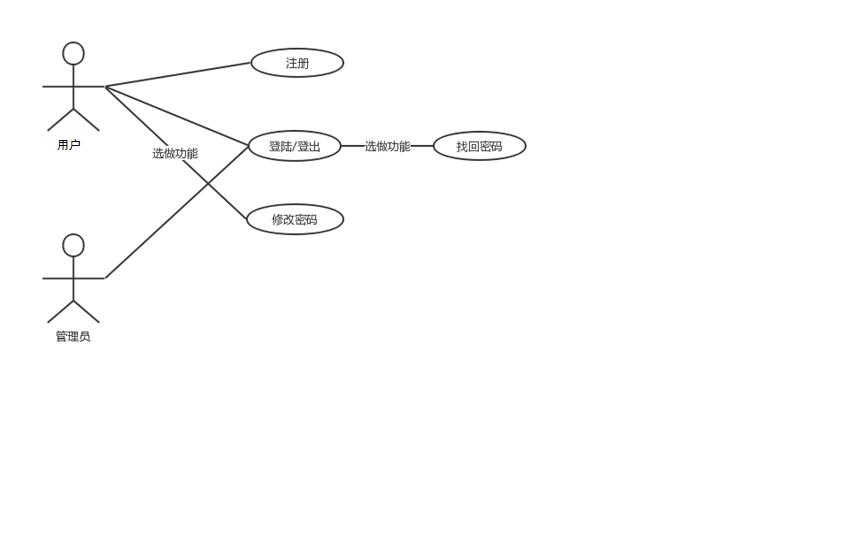 注册
用户
选做功能
登陆/登出
选做功能
找回密码
修改密码
管理员